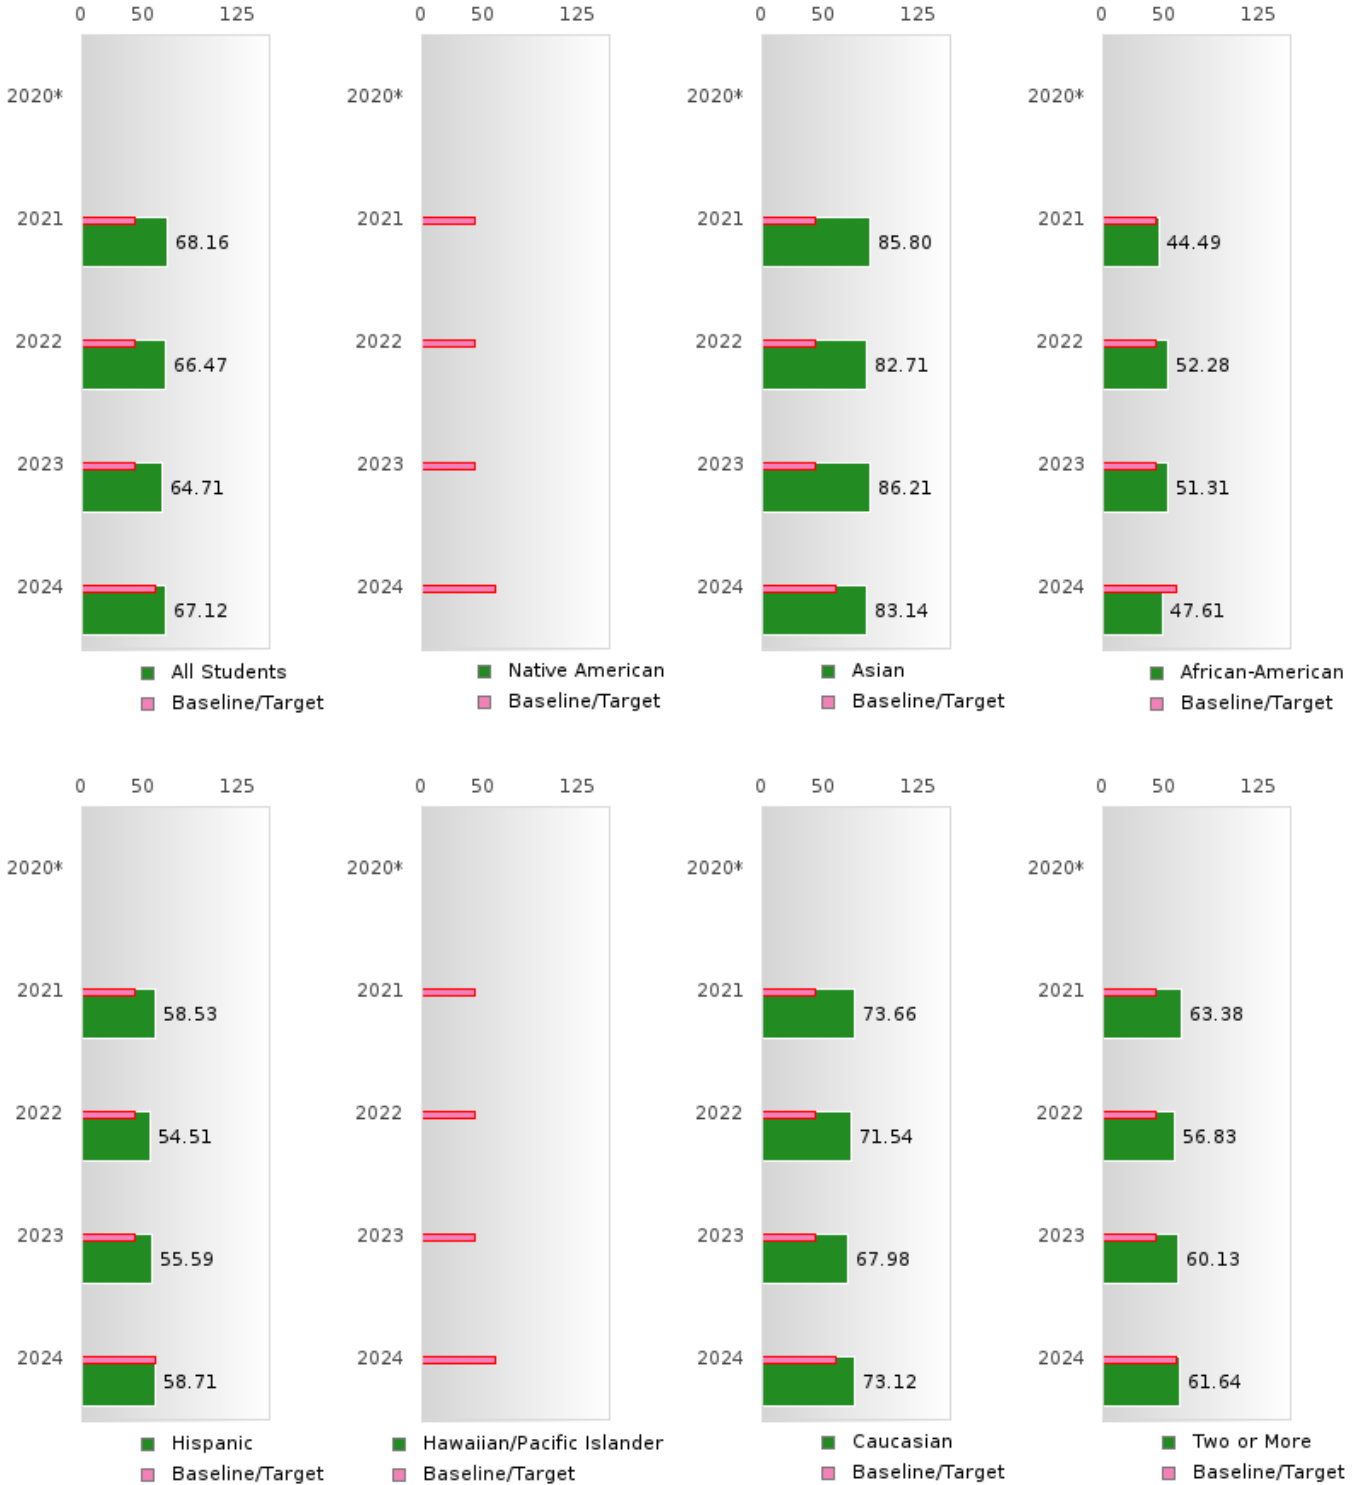 0 50 125 0 50 125 0 50 125 0 50 125
2020* 2020* 2020* 2020*
2021 2021 2021 2021
68.16 85.80 44.49
2022 2022 2022 2022
66.47 82.71 52.28
2023 2023 2023 2023
64.71 86.21 51.31
2024 2024 2024 2024
67.12 83.14 47.61
All Students Native American Asian African-American
Baseline/Target Baseline/Target Baseline/Target Baseline/Target
0 50 125 0 50 125 0 50 125 0 50 125
2020* 2020* 2020* 2020*
2021 2021 2021 2021
58.53 73.66 63.38
2022 2022 2022 2022
54.51 71.54 56.83
2023 2023 2023 2023
55.59 67.98 60.13
2024 2024 2024 2024
58.71 73.12 61.64
Hispanic Hawaiian/Pacific Islander Caucasian Two or More
Baseline/Target Baseline/Target Baseline/Target Baseline/Target